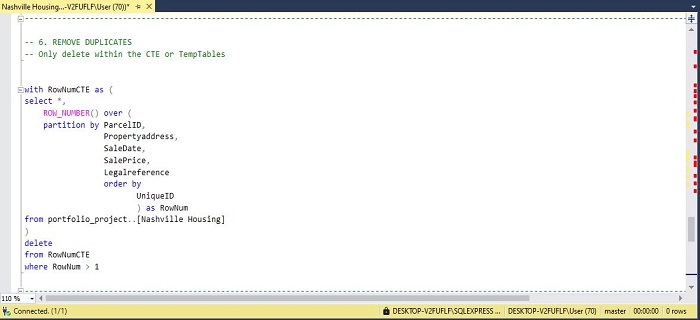 Nashville Housing...-V2FUFLF\User (70))*
-- 6. REMOVE DUPLICATES
-- Only delete within the CTE or TempTables
with RowNumCTE as (
select *,
ROW_NUMBER() over (
partition by ParcelID,
Propertyaddress,
SaleDate,
SalePrice,
Legalreference
order by
UniqueID
) as RowNum
from portfolio_project..[Nashville Housing]
)
delete
from RowNumCTE
where RowNum > 1
110 %
Connected. (1/1) DESKTOP-V2FUFLF\SQLEXPRESS ... DESKTOP-V2FUFLF\User (70) master 00:00:00 0 rows